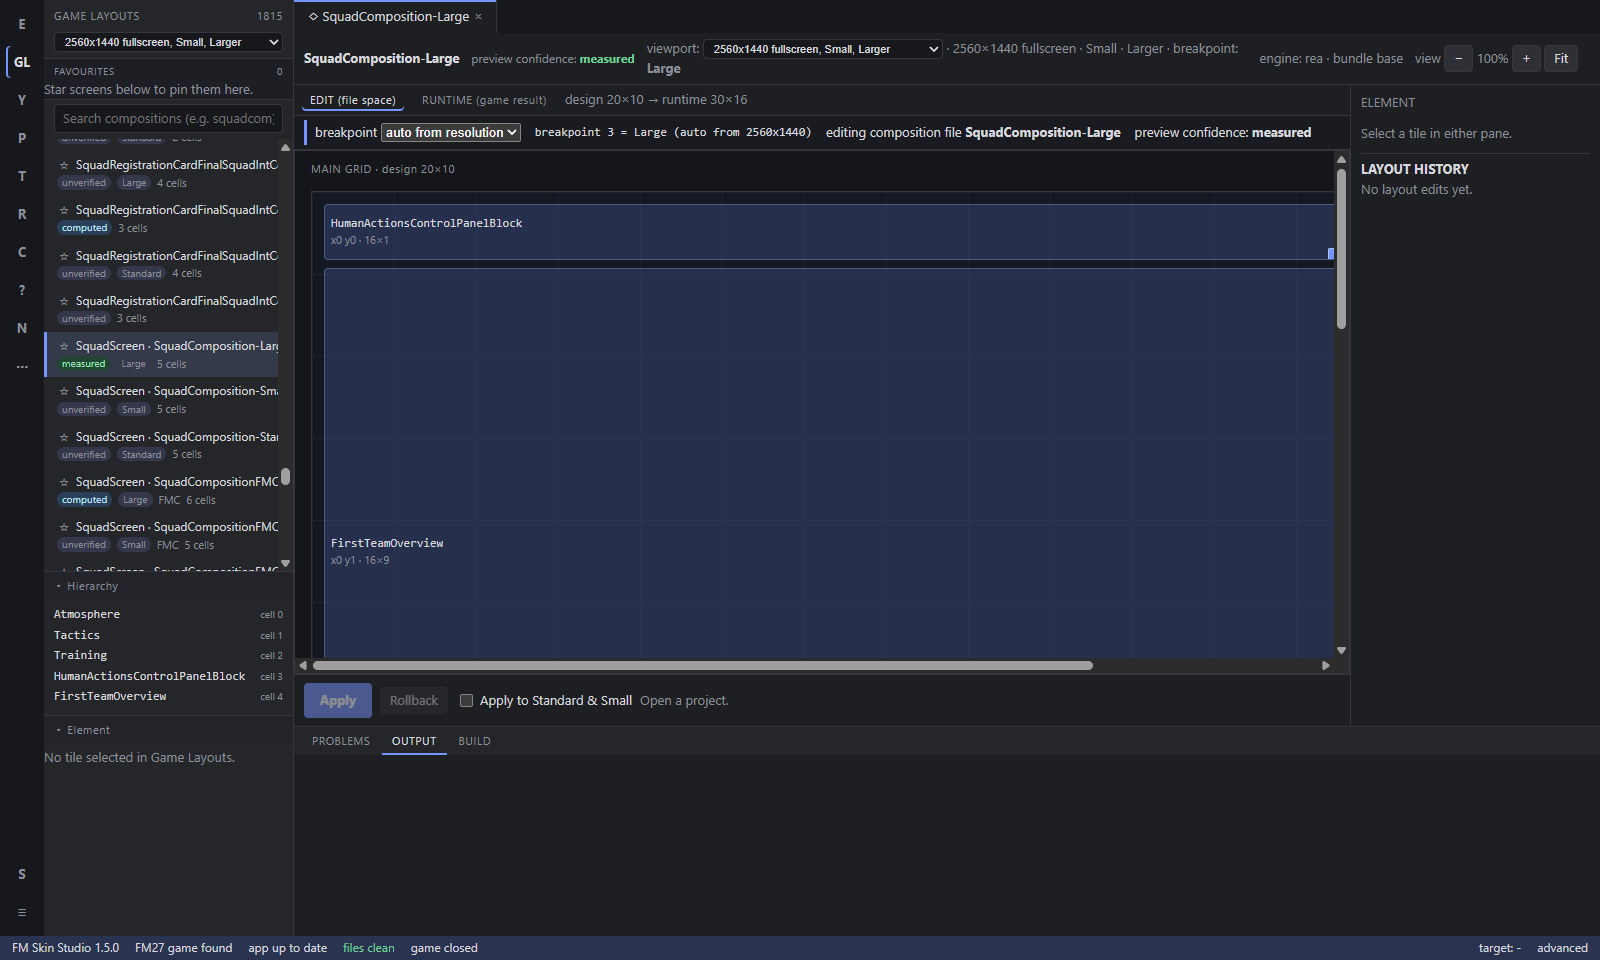 E
GL
Y
P
T
R
C
?
N
...
S
GAME LAYOUTS 1815
2560x1440 fullscreen, Small, Larger
FAVOURITES 0
Star screens below to pin them here.
Search compositions (e.g. squadcom
☆ SquadRegistrationCardFinalSquadIntC
unverified Large 4 cells
☆ SquadRegistrationCardFinalSquadIntC
computed 3 cells
☆ SquadRegistrationCardFinalSquadIntC
unverified Standard 4 cells
☆ SquadRegistrationCardFinalSquadIntC
unverified 3 cells
☆ SquadScreen · SquadComposition-Larg
measured Large 5 cells
☆ SquadScreen · SquadComposition-Sma
unverified Small 5 cells
☆ SquadScreen · SquadComposition-Star
unverified Standard 5 cells
☆ SquadScreen · SquadCompositionFMC
computed Large FMC 6 cells
☆ SquadScreen · SquadCompositionFMC
unverified Small FMC 5 cells
Hierarchy
Atmosphere cell 0
Tactics cell 1
Training cell 2
HumanActionsControlPanelBlock cell 3
FirstTeamOverview cell 4
Element
No tile selected in Game Layouts.
◇ SquadComposition-Large ×
SquadComposition-Large preview confidence: measured viewport: 2560x1440 fullscreen, Small, Larger · 2560×1440 fullscreen · Small · Larger · breakpoint:
Large
engine: rea · bundle base view − 100% + Fit
EDIT (file space) RUNTIME (game result) design 20×10 → runtime 30×16
breakpoint auto from resolution breakpoint 3 = Large (auto from 2560x1440) editing composition file SquadComposition-Large preview confidence: measured
MAIN GRID · design 20×10
HumanActionsControlPanelBlock
x0 y0 · 16×1
FirstTeamOverview
x0 y1 · 16×9
Apply Rollback Apply to Standard & Small Open a project.
ELEMENT
Select a tile in either pane.
LAYOUT HISTORY
No layout edits yet.
PROBLEMS OUTPUT BUILD
FM Skin Studio 1.5.0 FM27 game found app up to date files clean game closed target: - advanced